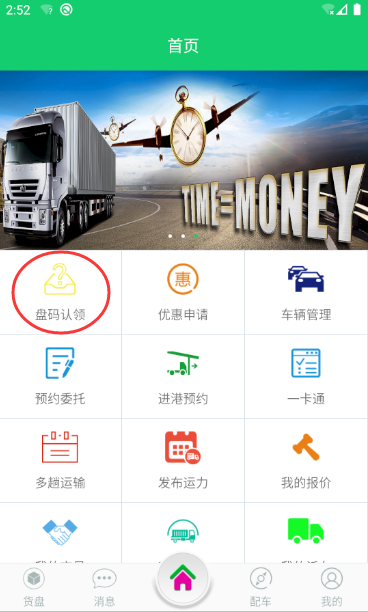 2:52
首页
TIME=MONEY
盘码认领
惠
优惠申请
车辆管理
预约委托
进港预约
一卡通
多趟运输
发布运力
我的报价
货盘
消息
配车
我的